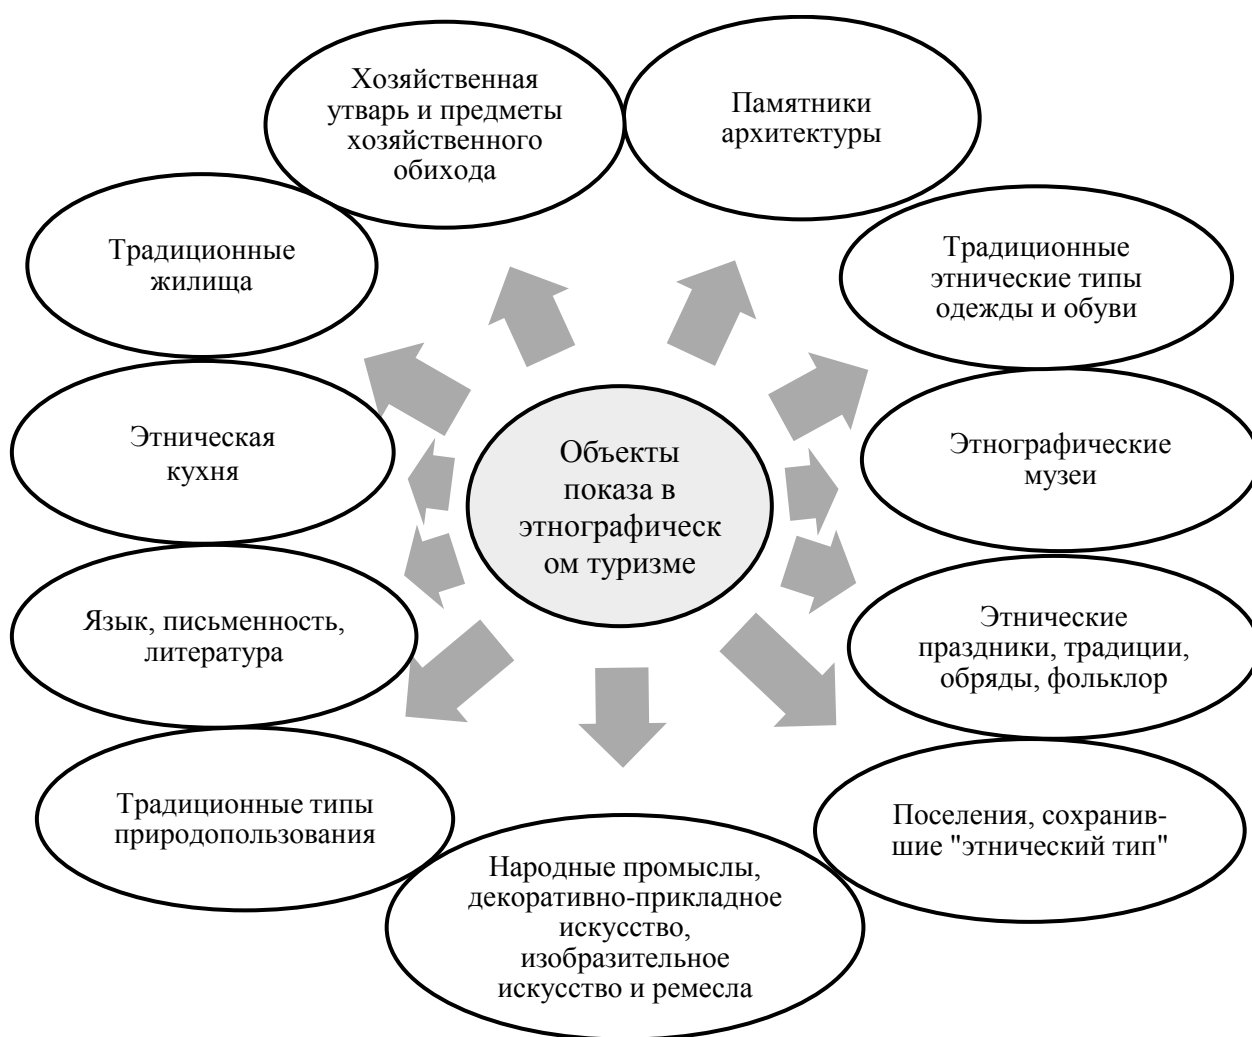 Хозяйственная
утварь и предметы
хозяйственного
обихода
Памятники
архитектуры
Традиционные
жилища
Традиционные
этнические типы
одежды и обуви
Этническая
кухня
Объекты
показа в
этнографическ
ом туризме
Этнографические
музеи
Язык, письменность,
литература
Этнические
праздники, традиции,
обряды, фольклор
Традиционные типы
природопользования
Поселения, сохранив-
шие "этнический тип"
Народные промыслы,
декоративно-прикладное
искусство,
изобразительное
искусство и ремесла